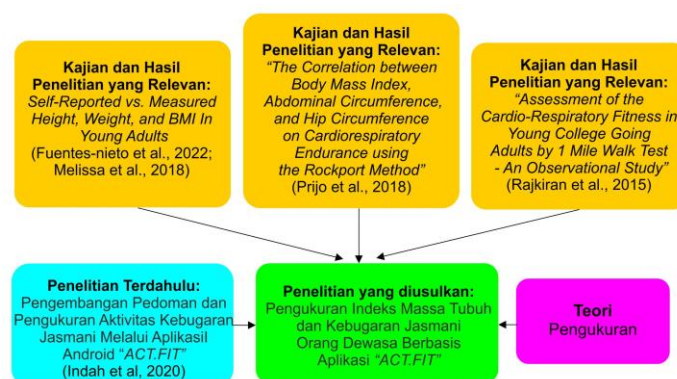 Kajian dan Hasil
Penelitian yang Relevan:
Self-Reported vs. Measured
Height, Weight, and BMI In
Young Adults
(Fuentes-nieto et al., 2022;
Melissa et al., 2018)
Kajian dan Hasil
Penelitian yang Relevan:
“The Correlation between
Body Mass Index,
Abdominal Circumference,
and Hip Circumference
on Cardiorespiratory
Endurance using
the Rockport Method”
(Prijo et al., 2018)
Kajian dan Hasil
Penelitian yang Relevan:
“Assessment of the
Cardio-Respiratory Fitness in
Young College Going
Adults by 1 Mile Walk Test
- An Observational Study”
(Rajkiran et al., 2015)
Penelitian Terdahulu:
Pengembangan Pedoman dan
Pengukuran Aktivitas Kebugaran
Jasmani Melalui Aplikasil
Android “ACT.FIT”
(Indah et al, 2020)
Penelitian yang diusulkan:
Pengukuran Indeks Massa Tubuh
dan Kebugaran Jasmani
Orang Dewasa Berbasis
Aplikasi “ACT.FIT”
Teori
Pengukuran